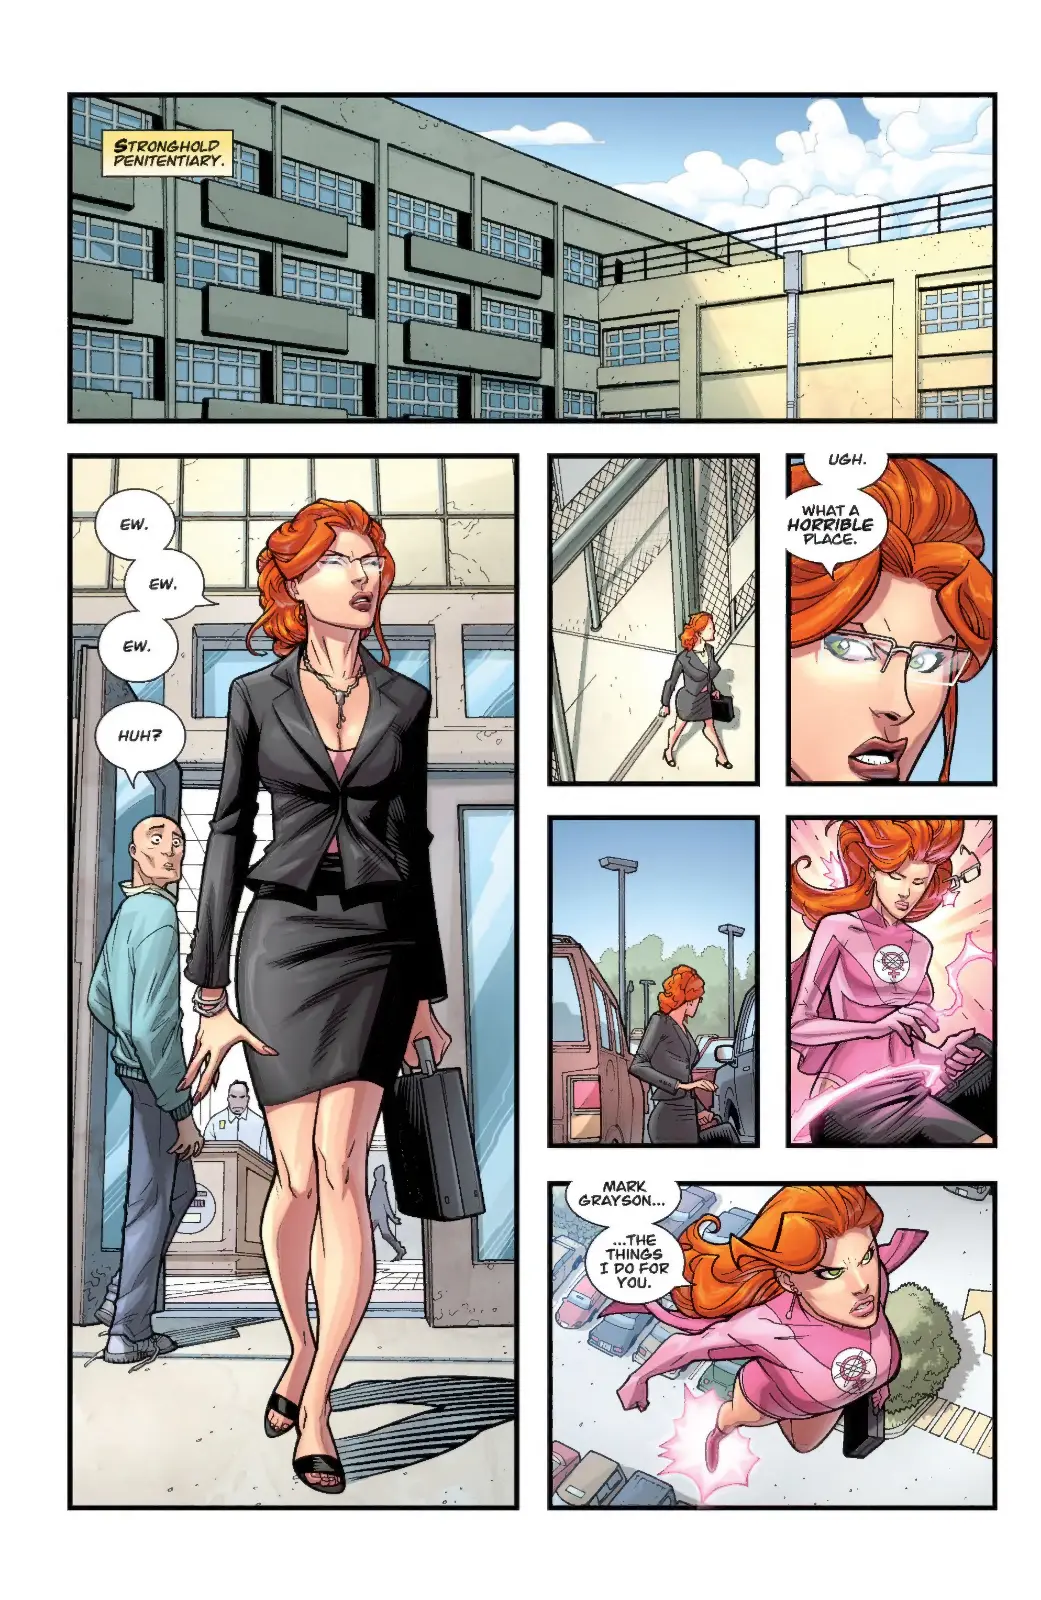 STRONGHOLD
PENITENTIARY.
EW.
EW.
EW.
HUH?
UGH.
WHAT A
HORRIBLE
PLACE.
MARK
GRAYSON...
...THE
THINGS
I DO FOR
YOU.